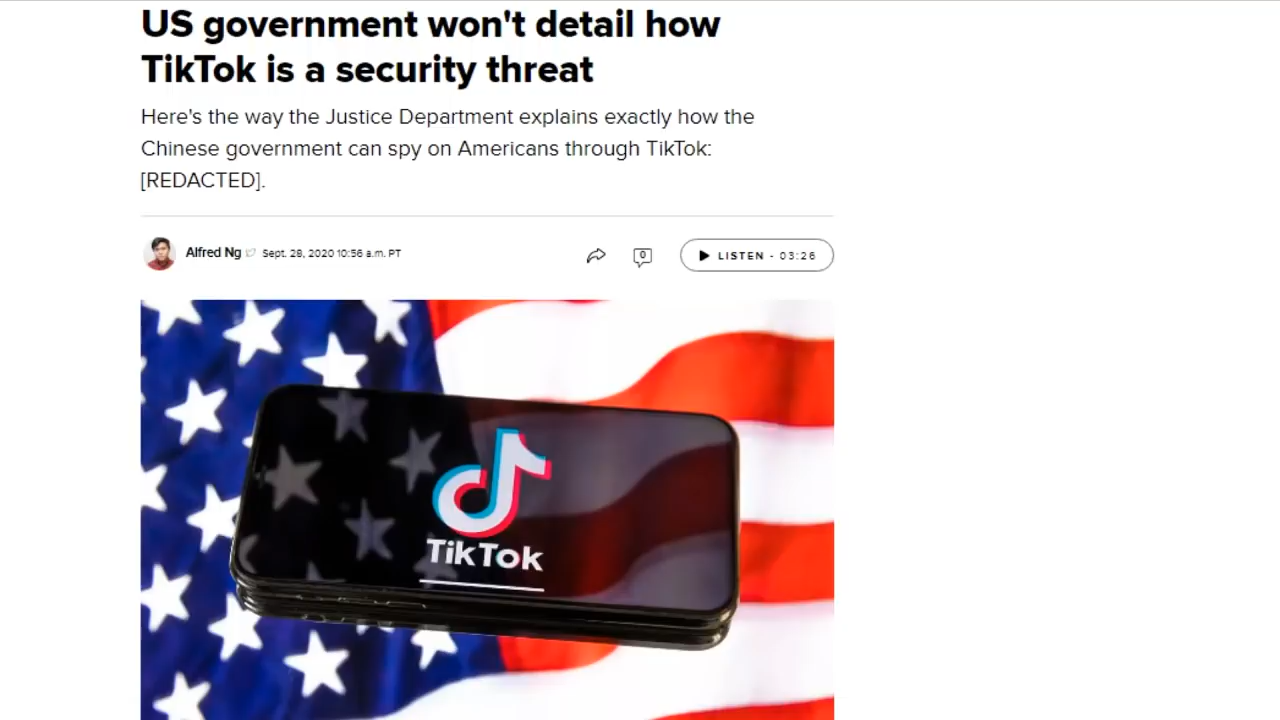 US government won't detail how
TikTok is a security threat
Here's the way the Justice Department explains exactly how the
Chinese government can spy on Americans through TikTok:
[REDACTED].
Alfred Ng Sept. 28, 2020 10:56 a.m. PT
0
LISTEN - 03:26
TikTok